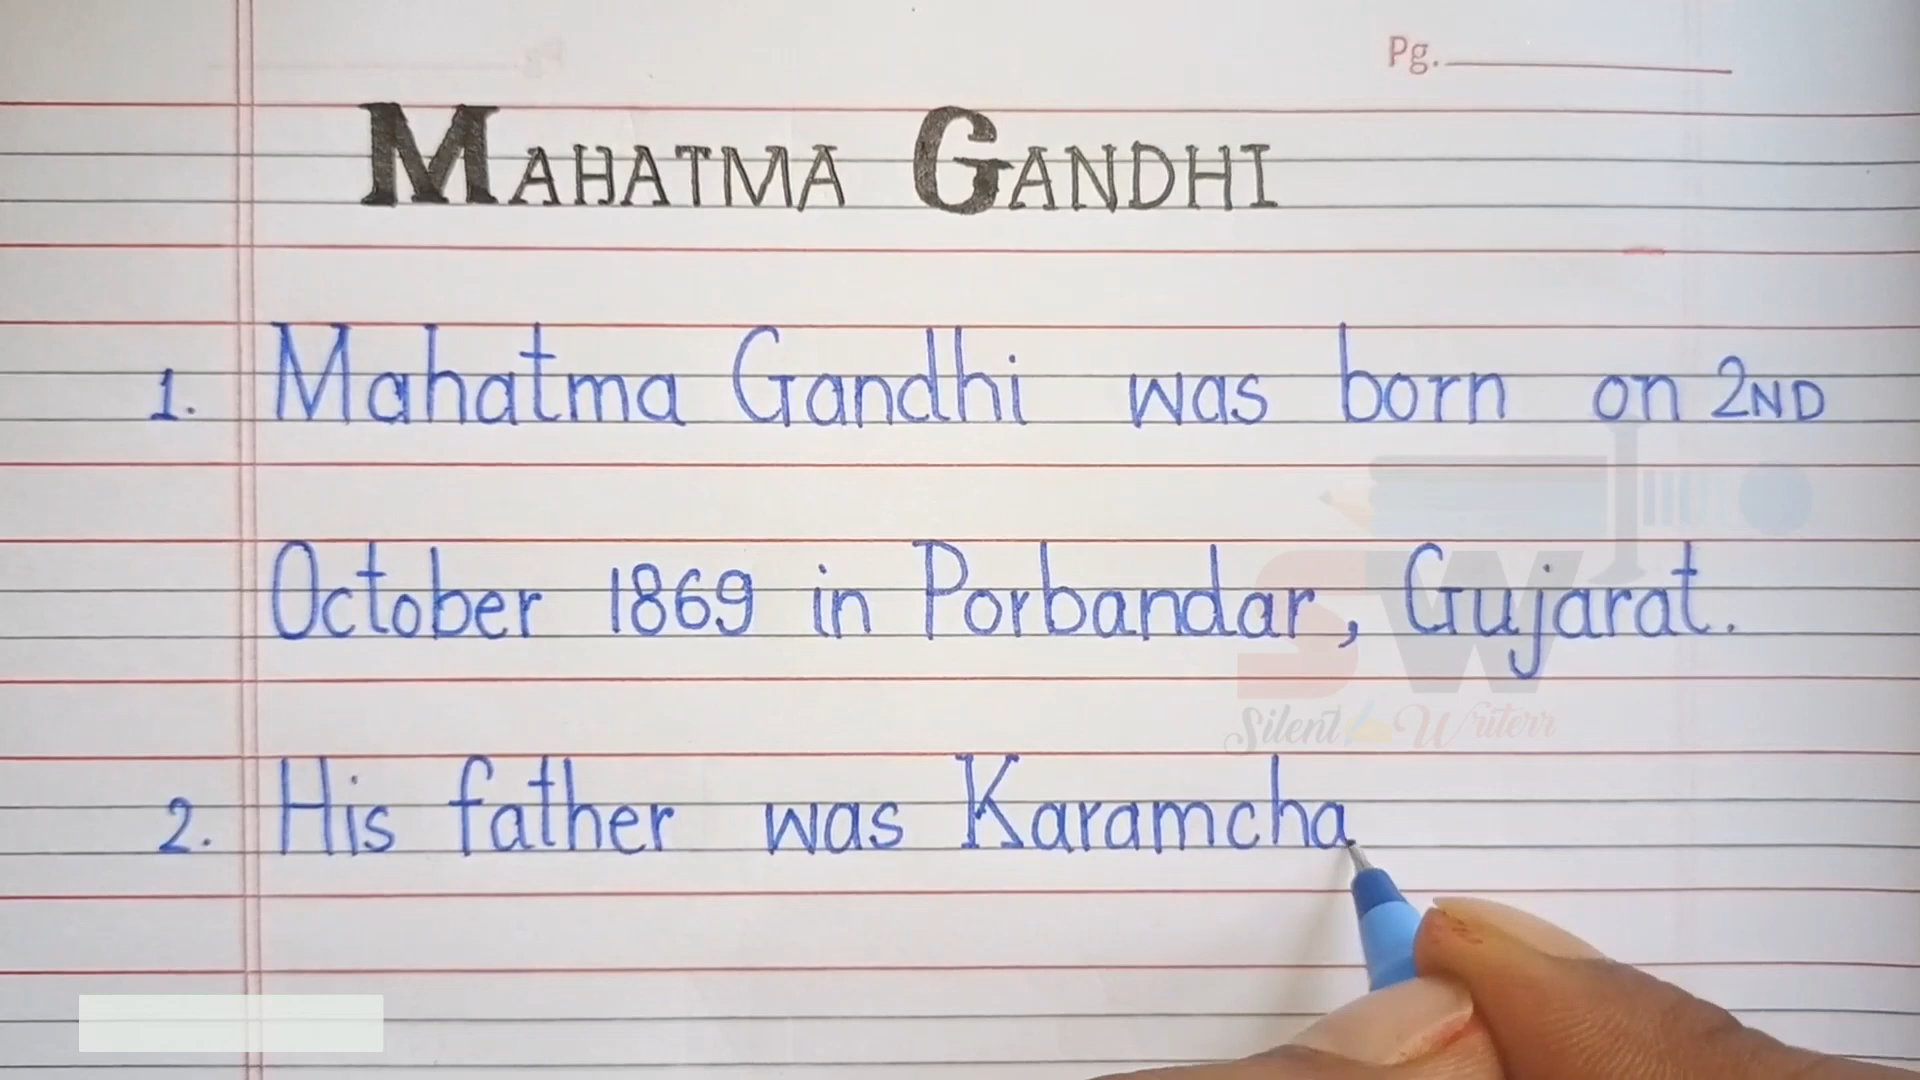 Pg.
MAHATMA GANDHI
1. Mahatma Gandhi was born on 2ND
October 1869 in Porbandar, Gujarat.
SW
Silent Writerr
2. His father was Karamcha